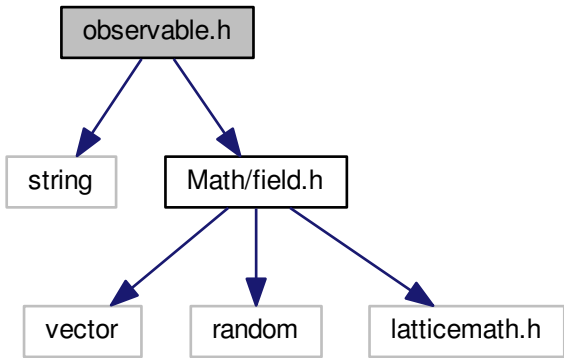 observable.h
string
Math/field.h
vector
random
latticemath.h